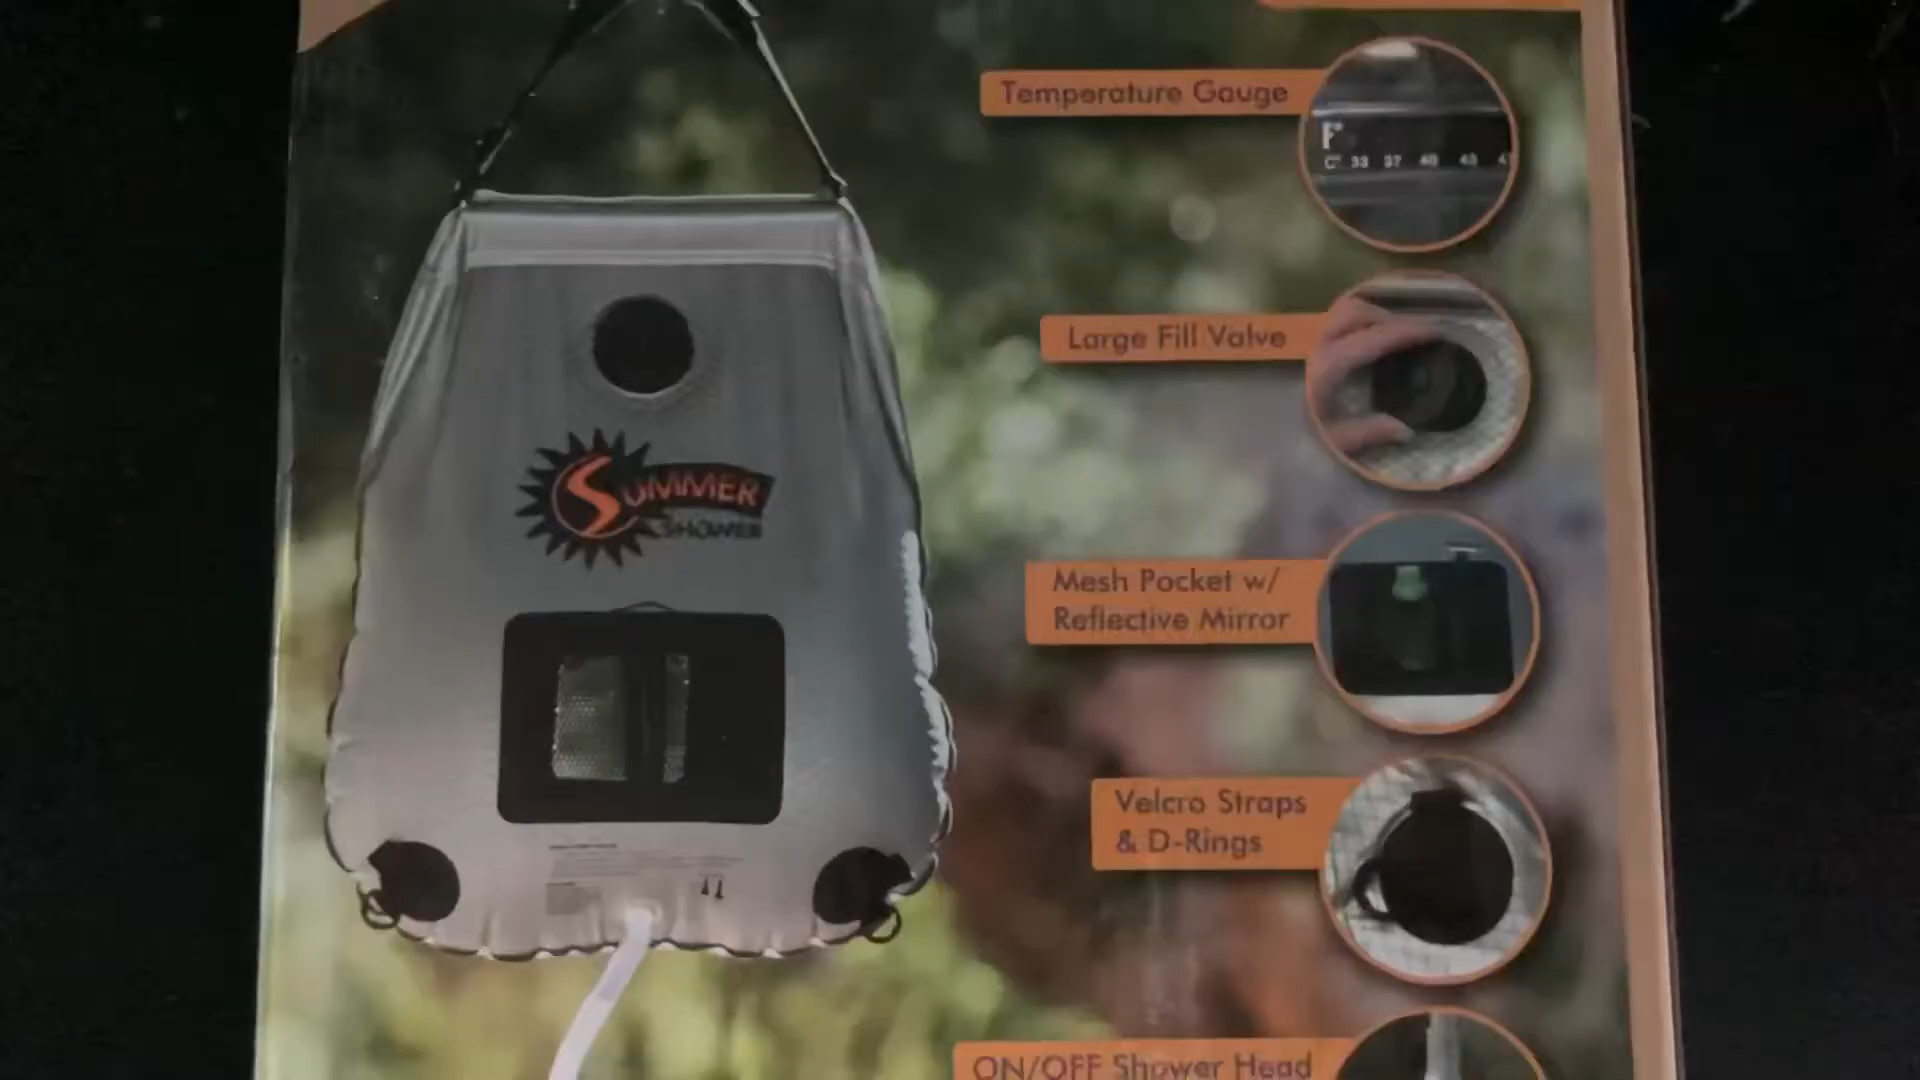 Temperature Gauge
F°
C° 33 37 40 43
Large Fill Valve
SUMMER
SHOWER
Mesh Pocket w/
Reflective Mirror
Velcro Straps
& D-Rings
ON/OFF Shower Head